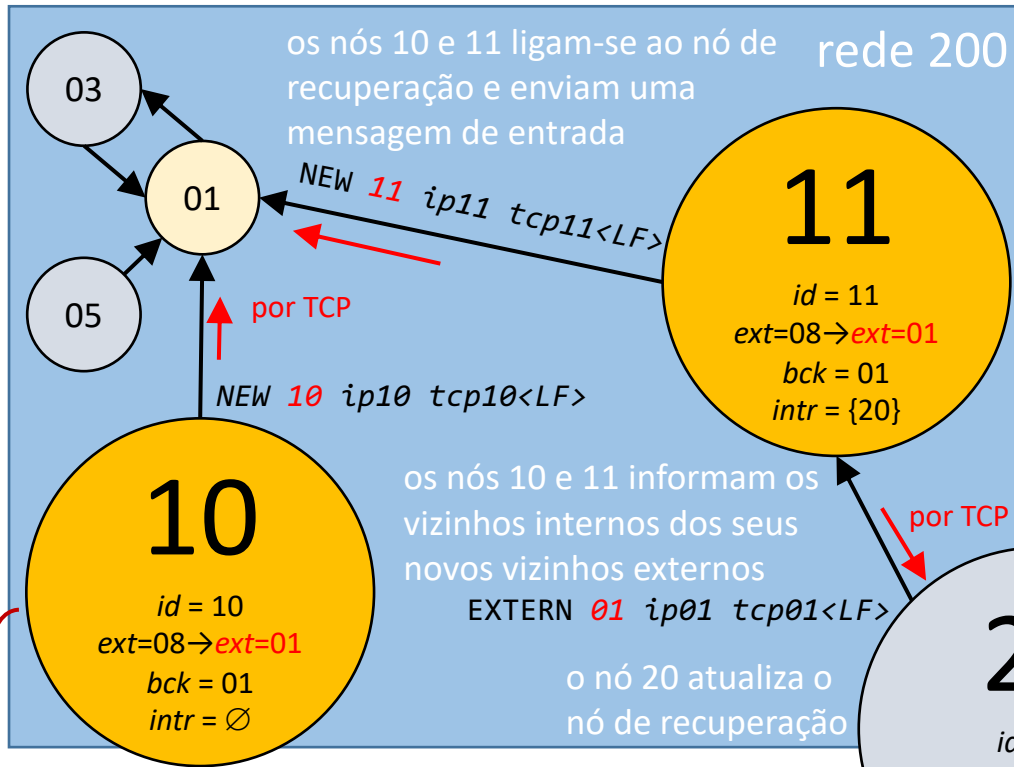 os nós 10 e 11 ligam-se ao nó de
recuperação e enviam uma
mensagem de entrada
rede 200
03
01
05
NEW 11 ip11 tcp11<LF>
por TCP
NEW 10 ip10 tcp10<LF>
11
id = 11
ext=08→ext=01
bck = 01
intr = {20}
10
id = 10
ext=08→ext=01
bck = 01
intr = ∅
os nós 10 e 11 informam os
vizinhos internos dos seus
novos vizinhos externos
por TCP
EXTERN 01 ip01 tcp01<LF>
o nó 20 atualiza o
nó de recuperação
2
id